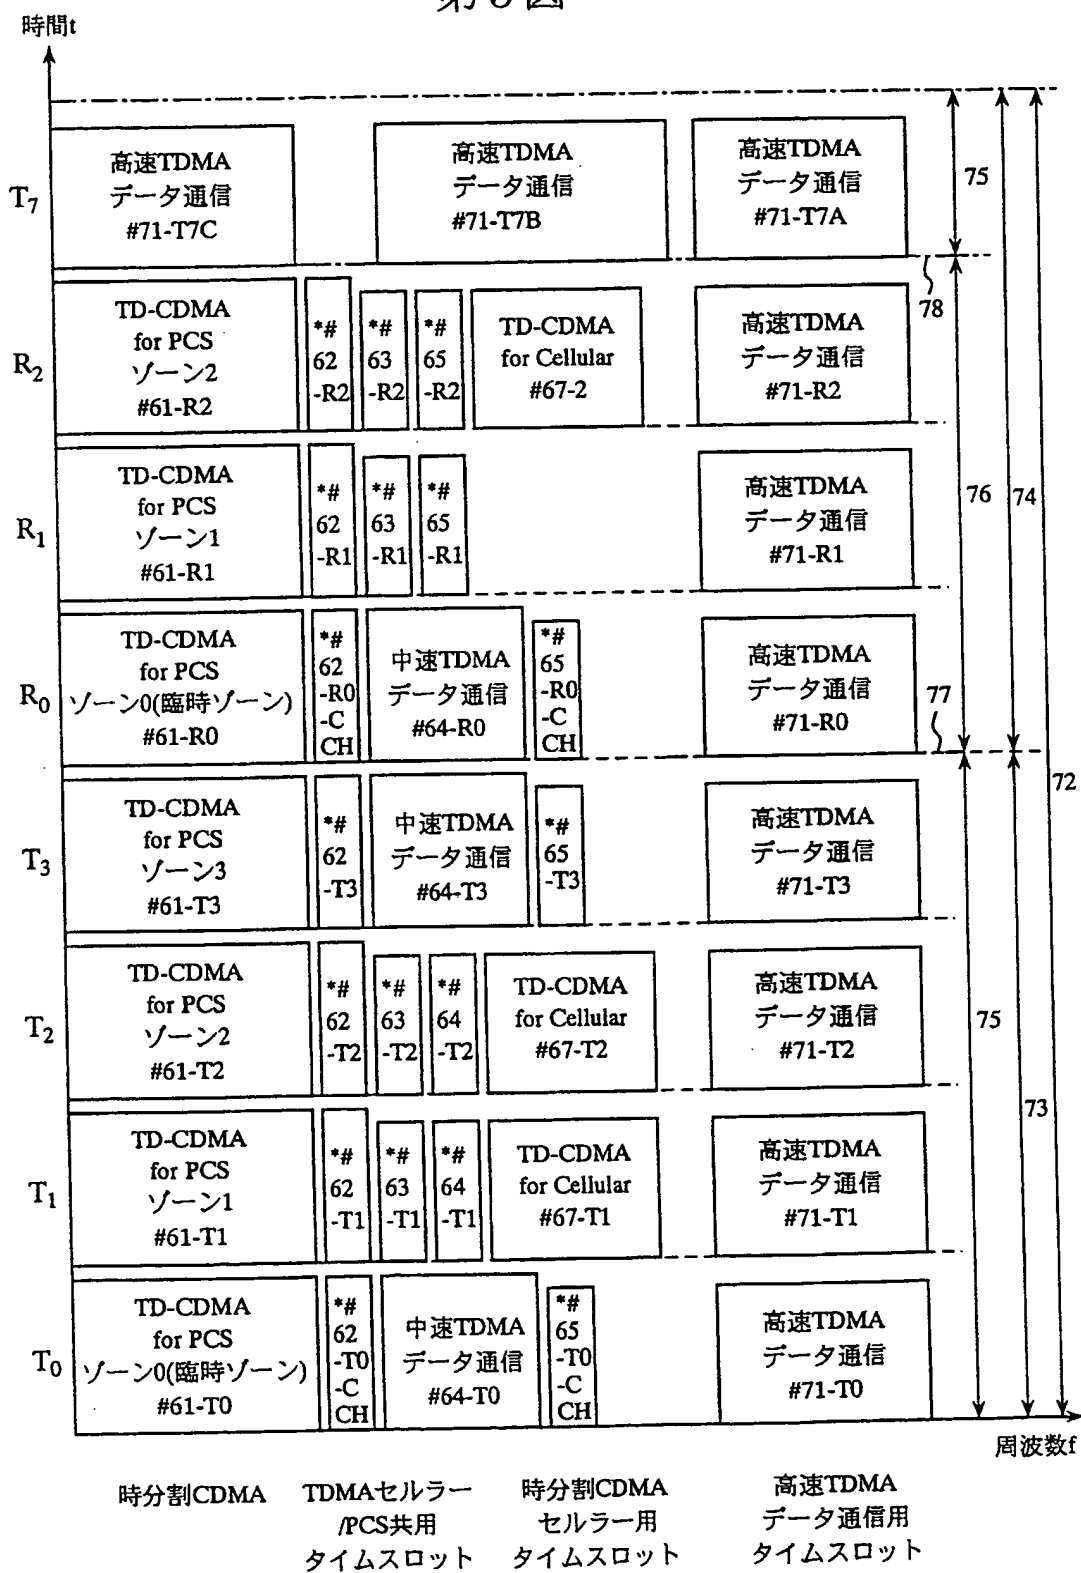 時間t
T7
高速TDMA
データ通信
#71-T7C
高速TDMA
データ通信
#71-T7B
高速TDMA
データ通信
#71-T7A
75
78
R2
TD-CDMA
for PCS
ゾーン2
#61-R2
*#
62
-R2
*#
63
-R2
*#
65
-R2
TD-CDMA
for Cellular
#67-2
高速TDMA
データ通信
#71-R2
R1
TD-CDMA
for PCS
ゾーン1
#61-R1
*#
62
-R1
*#
63
-R1
*#
65
-R1
高速TDMA
データ通信
#71-R1
76
74
R0
TD-CDMA
for PCS
ゾーン0(臨時ゾーン)
#61-R0
*#
62
-R0
-C
CH
中速TDMA
データ通信
#64-R0
*#
65
-R0
-C
CH
高速TDMA
データ通信
#71-R0
77
72
T3
TD-CDMA
for PCS
ゾーン3
#61-T3
*#
62
-T3
中速TDMA
データ通信
#64-T3
*#
65
-T3
高速TDMA
データ通信
#71-T3
T2
TD-CDMA
for PCS
ゾーン2
#61-T2
*#
62
-T2
*#
63
-T2
*#
64
-T2
TD-CDMA
for Cellular
#67-T2
高速TDMA
データ通信
#71-T2
75
73
T1
TD-CDMA
for PCS
ゾーン1
#61-T1
*#
62
-T1
*#
63
-T1
*#
64
-T1
TD-CDMA
for Cellular
#67-T1
高速TDMA
データ通信
#71-T1
T0
TD-CDMA
for PCS
ゾーン0(臨時ゾーン)
#61-T0
*#
62
-T0
-C
CH
中速TDMA
データ通信
#64-T0
*#
65
-T0
-C
CH
高速TDMA
データ通信
#71-T0
周波数f
時分割CDMA
TDMAセルラー
/PCS共用
タイムスロット
時分割CDMA
セルラー用
タイムスロット
高速TDMA
データ通信用
タイムスロット